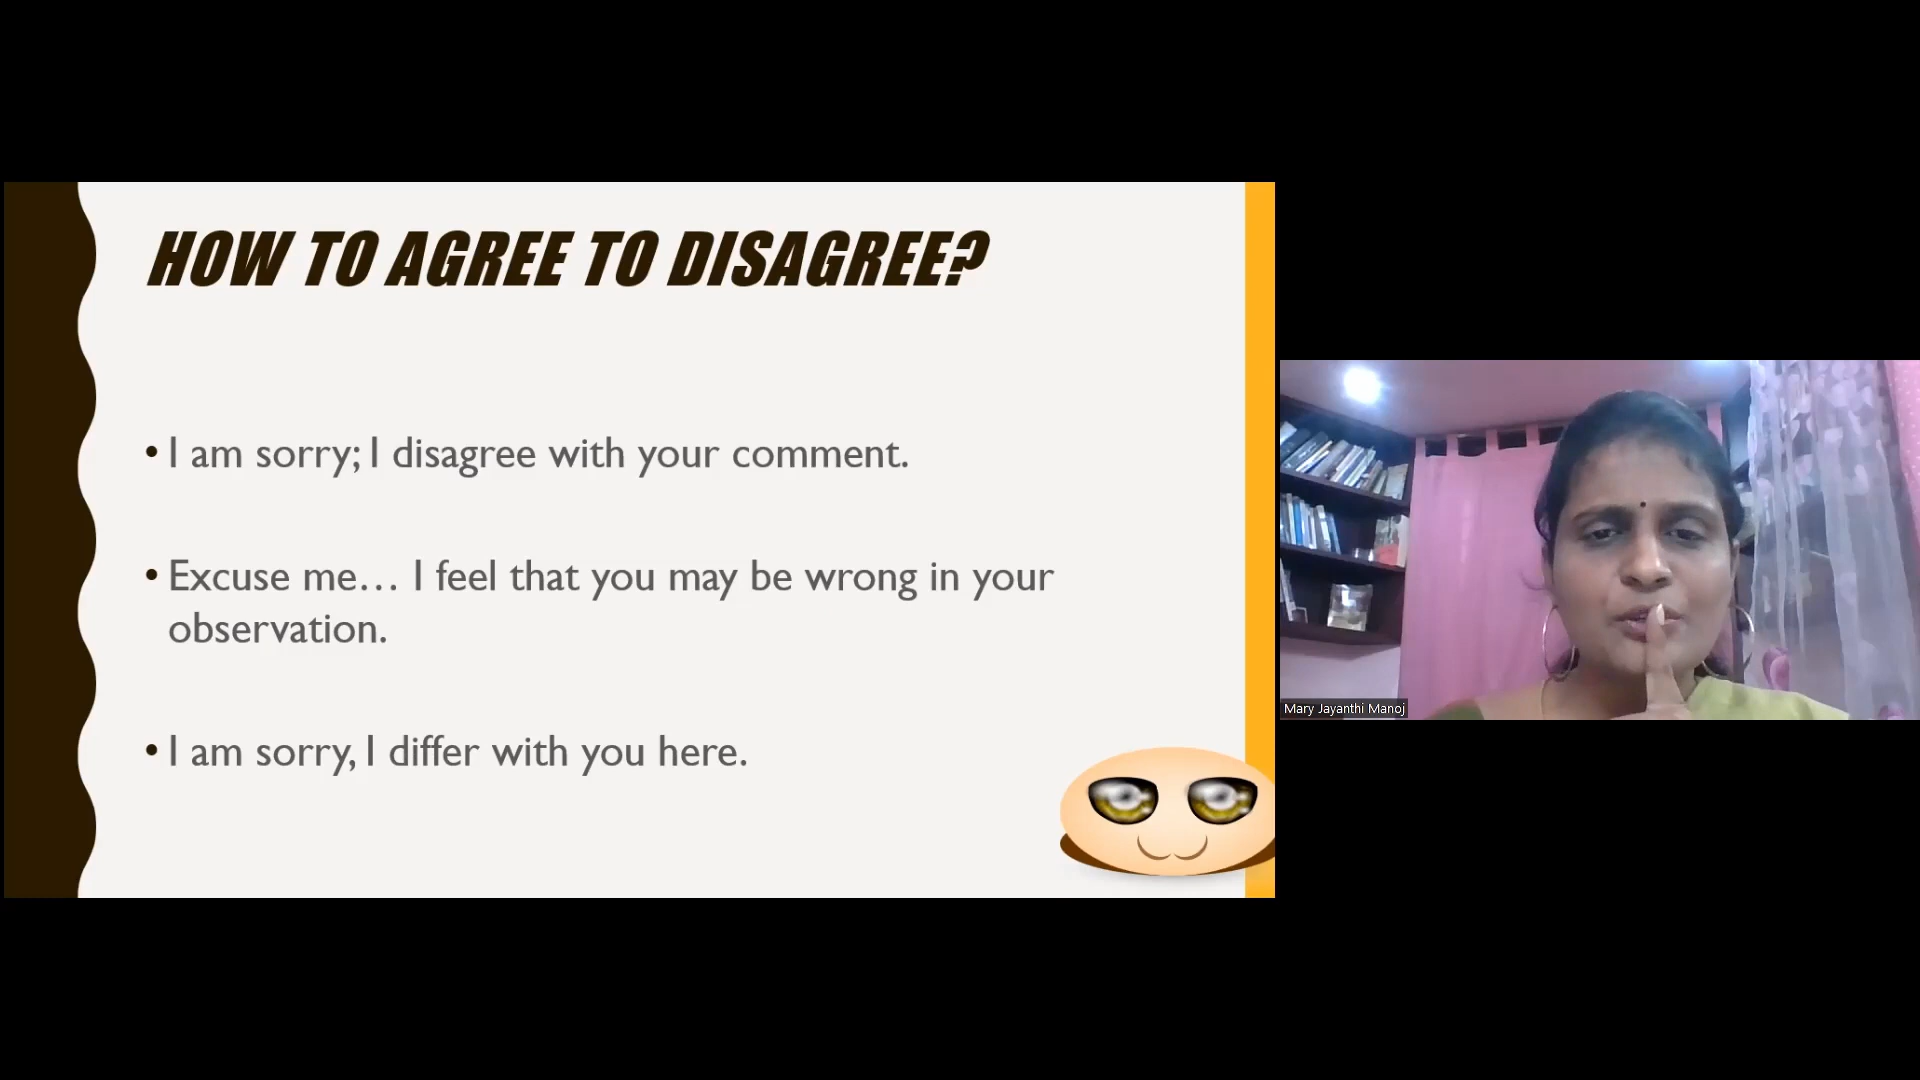 HOW TO AGREE TO DISAGREE?
• I am sorry; I disagree with your comment.
• Excuse me… I feel that you may be wrong in your
observation.
• I am sorry, I differ with you here.
Mary Jayanthi Manoj